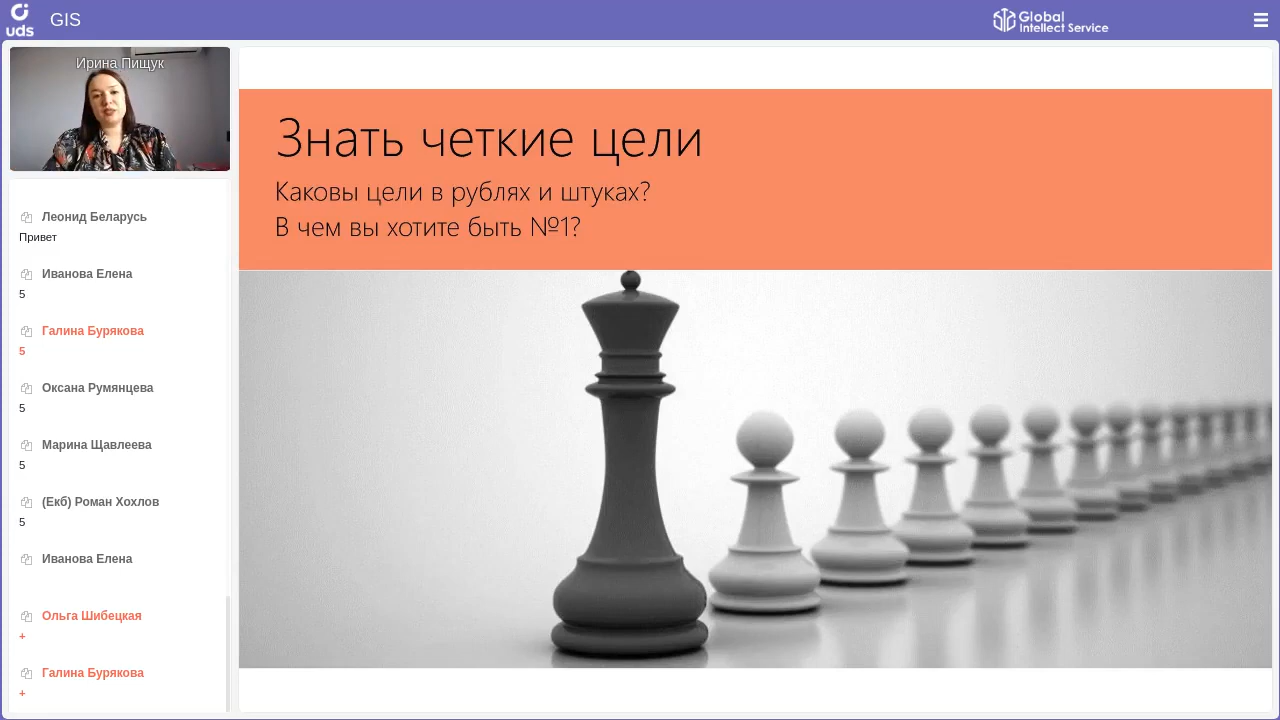 uds
GIS
Global
Intellect Service
Ирина Пищук
Леонид Беларусь
Привет
Иванова Елена
5
Галина Бурякова
5
Оксана Румянцева
5
Марина Щавлеева
5
(Екб) Роман Хохлов
5
Иванова Елена
Ольга Шибецкая
+
Галина Бурякова
+
Знать четкие цели
Каковы цели в рублях и штуках?
В чем вы хотите быть №1?